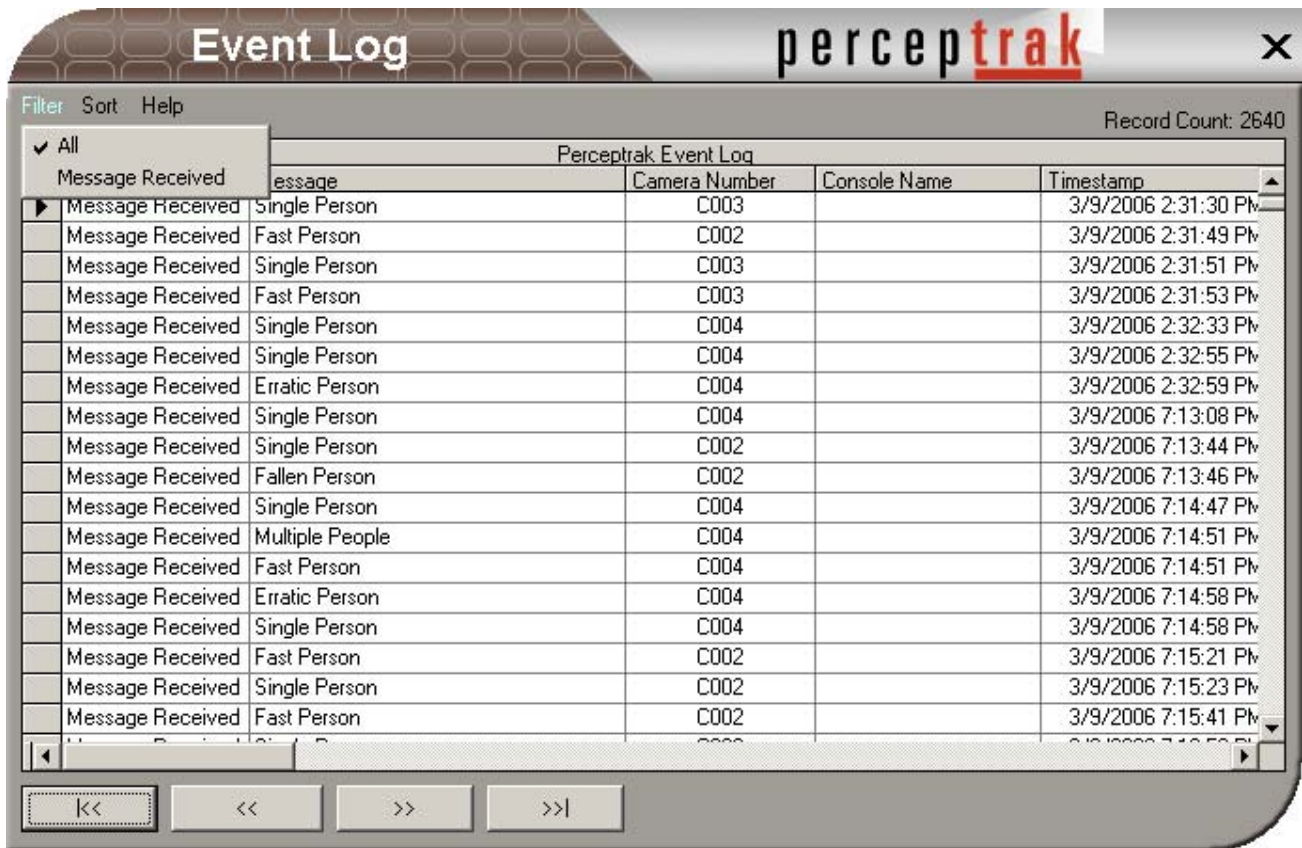 Event Log perceptrak X
Filter Sort Help
Record Count: 2640
All
Message Received
Perceptrak Event Log
essage Camera Number Console Name Timestamp
Message Received Single Person C003 3/9/2006 2:31:30 PM
Message Received Fast Person C002 3/9/2006 2:31:49 PM
Message Received Single Person C003 3/9/2006 2:31:51 PM
Message Received Fast Person C003 3/9/2006 2:31:53 PM
Message Received Single Person C004 3/9/2006 2:32:33 PM
Message Received Single Person C004 3/9/2006 2:32:55 PM
Message Received Erratic Person C004 3/9/2006 2:32:59 PM
Message Received Single Person C004 3/9/2006 7:13:08 PM
Message Received Single Person C002 3/9/2006 7:13:44 PM
Message Received Fallen Person C002 3/9/2006 7:13:46 PM
Message Received Single Person C004 3/9/2006 7:14:47 PM
Message Received Multiple People C004 3/9/2006 7:14:51 PM
Message Received Fast Person C004 3/9/2006 7:14:51 PM
Message Received Erratic Person C004 3/9/2006 7:14:58 PM
Message Received Single Person C004 3/9/2006 7:14:58 PM
Message Received Fast Person C002 3/9/2006 7:15:21 PM
Message Received Single Person C002 3/9/2006 7:15:23 PM
Message Received Fast Person C002 3/9/2006 7:15:41 PM
|<< << >> >>|